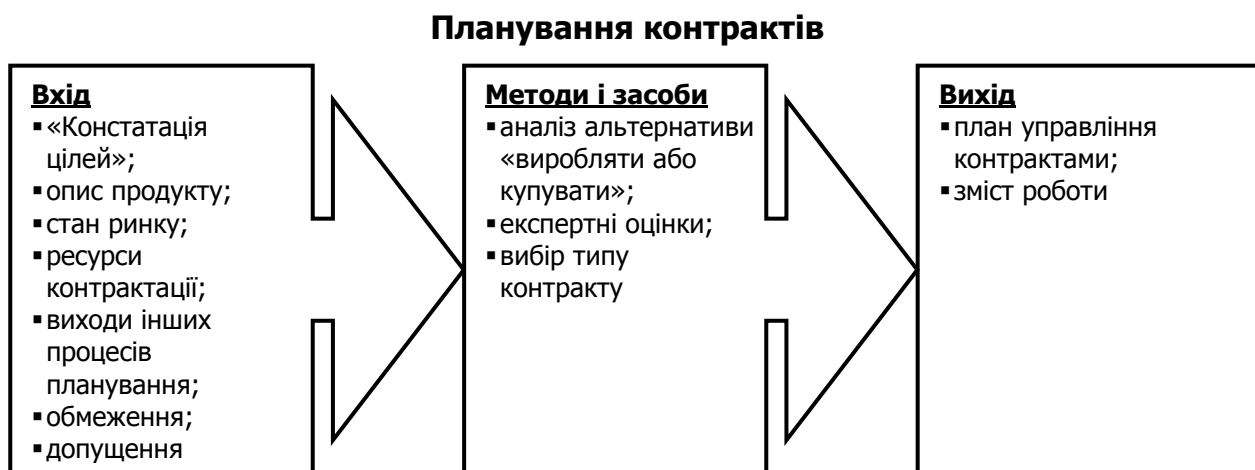 Планування контрактів
Вхід
▪«Констатація
цілей»;
▪опис продукту;
▪стан ринку;
▪ресурси
контрактації;
▪виходи інших
процесів
планування;
▪обмеження;
▪допущення
Методи і засоби
▪аналіз альтернативи
«виробляти або
купувати»;
▪експертні оцінки;
▪вибір типу
контракту
Вихід
▪план управління
контрактами;
▪зміст роботи